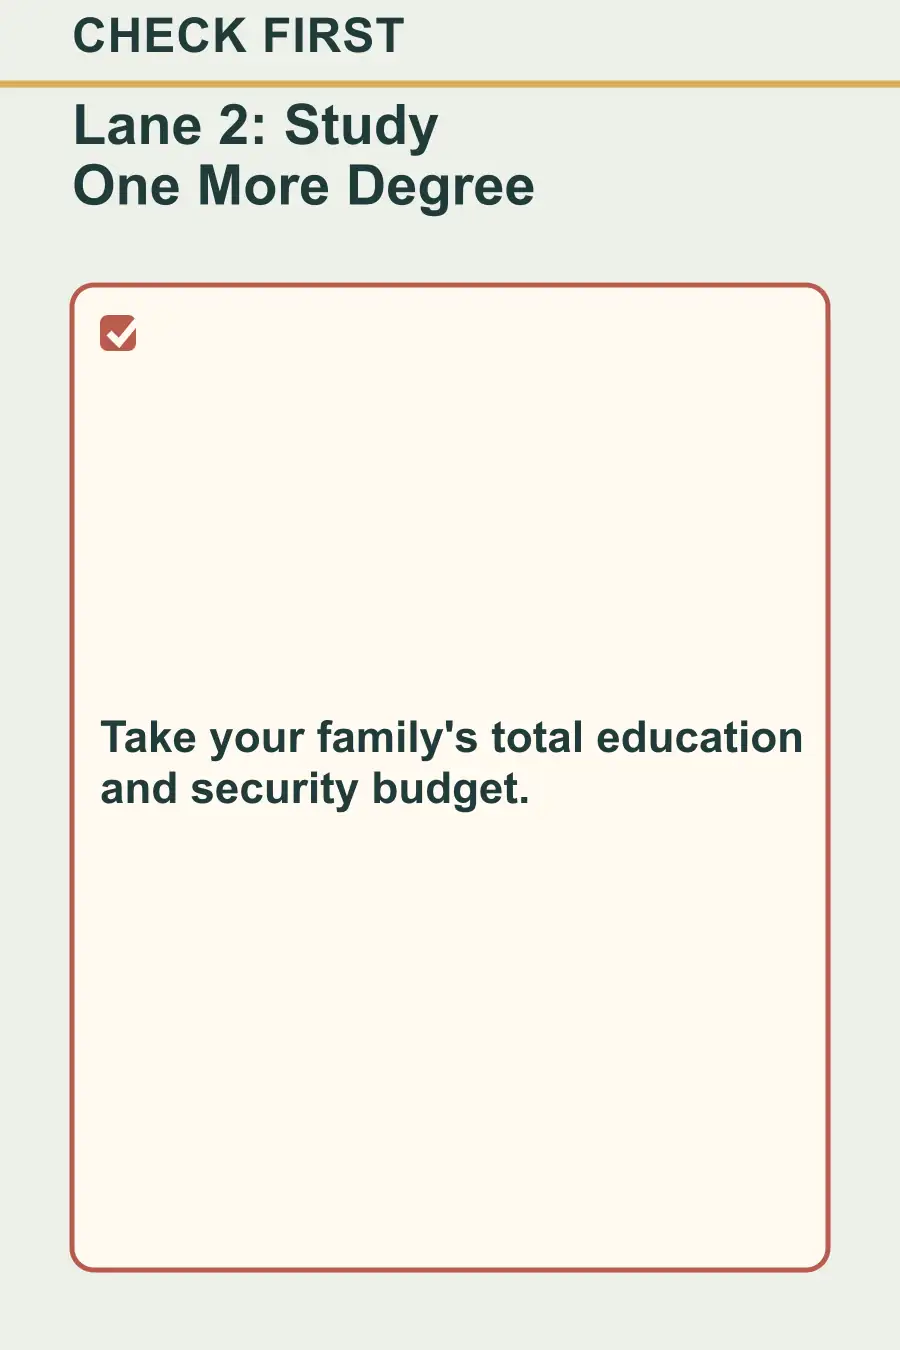 CHECK FIRST
Lane 2: Study
One More Degree
Take your family's total education
and security budget.